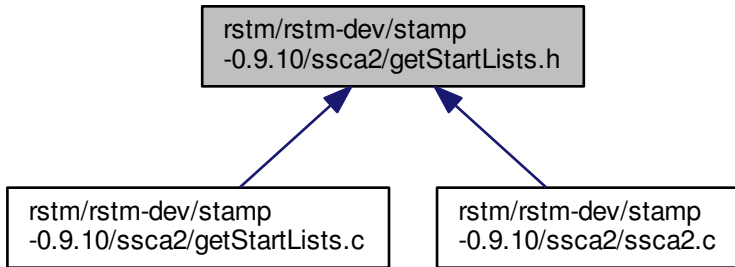 rstm/rstm-dev/stamp
-0.9.10/ssca2/getStartLists.h
rstm/rstm-dev/stamp
-0.9.10/ssca2/getStartLists.c
rstm/rstm-dev/stamp
-0.9.10/ssca2/ssca2.c